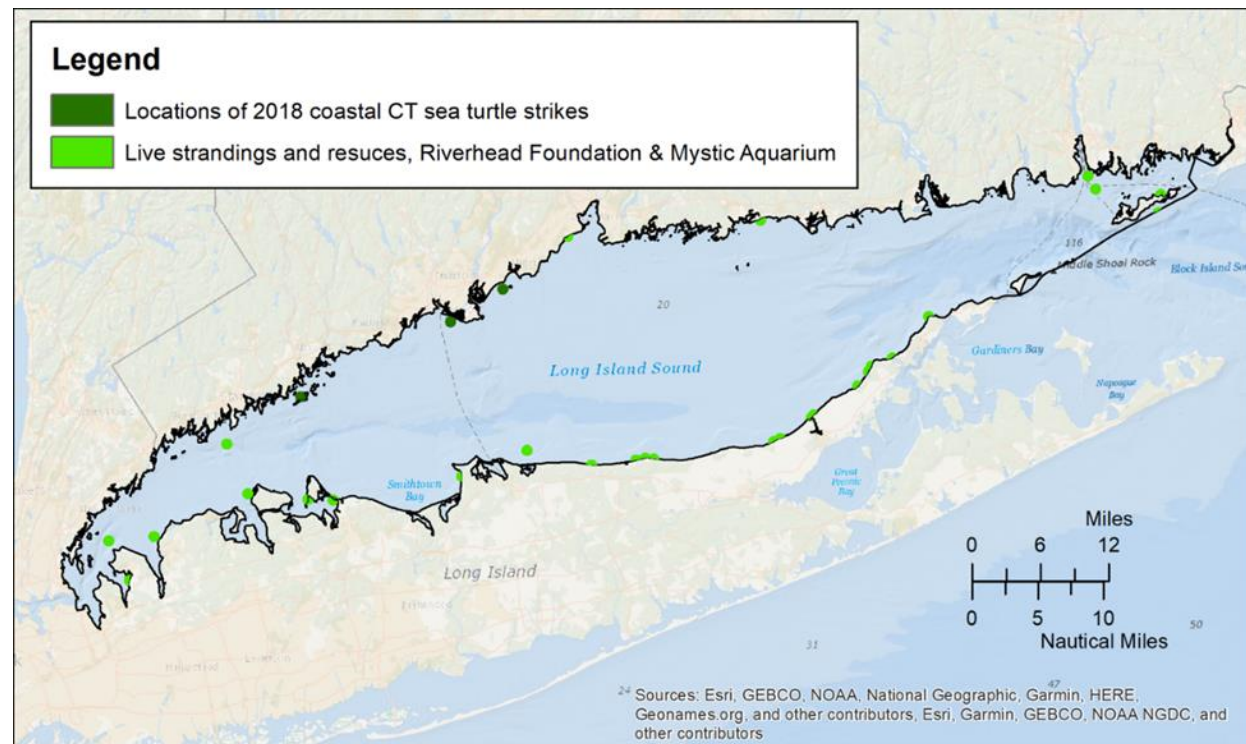 Legend
Locations of 2018 coastal CT sea turtle strikes
Live strandings and resuces, Riverhead Foundation & Mystic Aquarium
116
Middle Shoal Rock
Block Island Sou
20
Long Island Sound
Gardiners Bay
Napeague
Bay
Smithtown
Bay
Great
Peconic
Bay
Miles
0 6 12
0 5 10
Nautical Miles
Long Island
50
31
47
24
Sources: Esri, GEBCO, NOAA, National Geographic, Garmin, HERE,
Geonames.org, and other contributors, Esri, Garmin, GEBCO, NOAA NGDC, and
other contributors